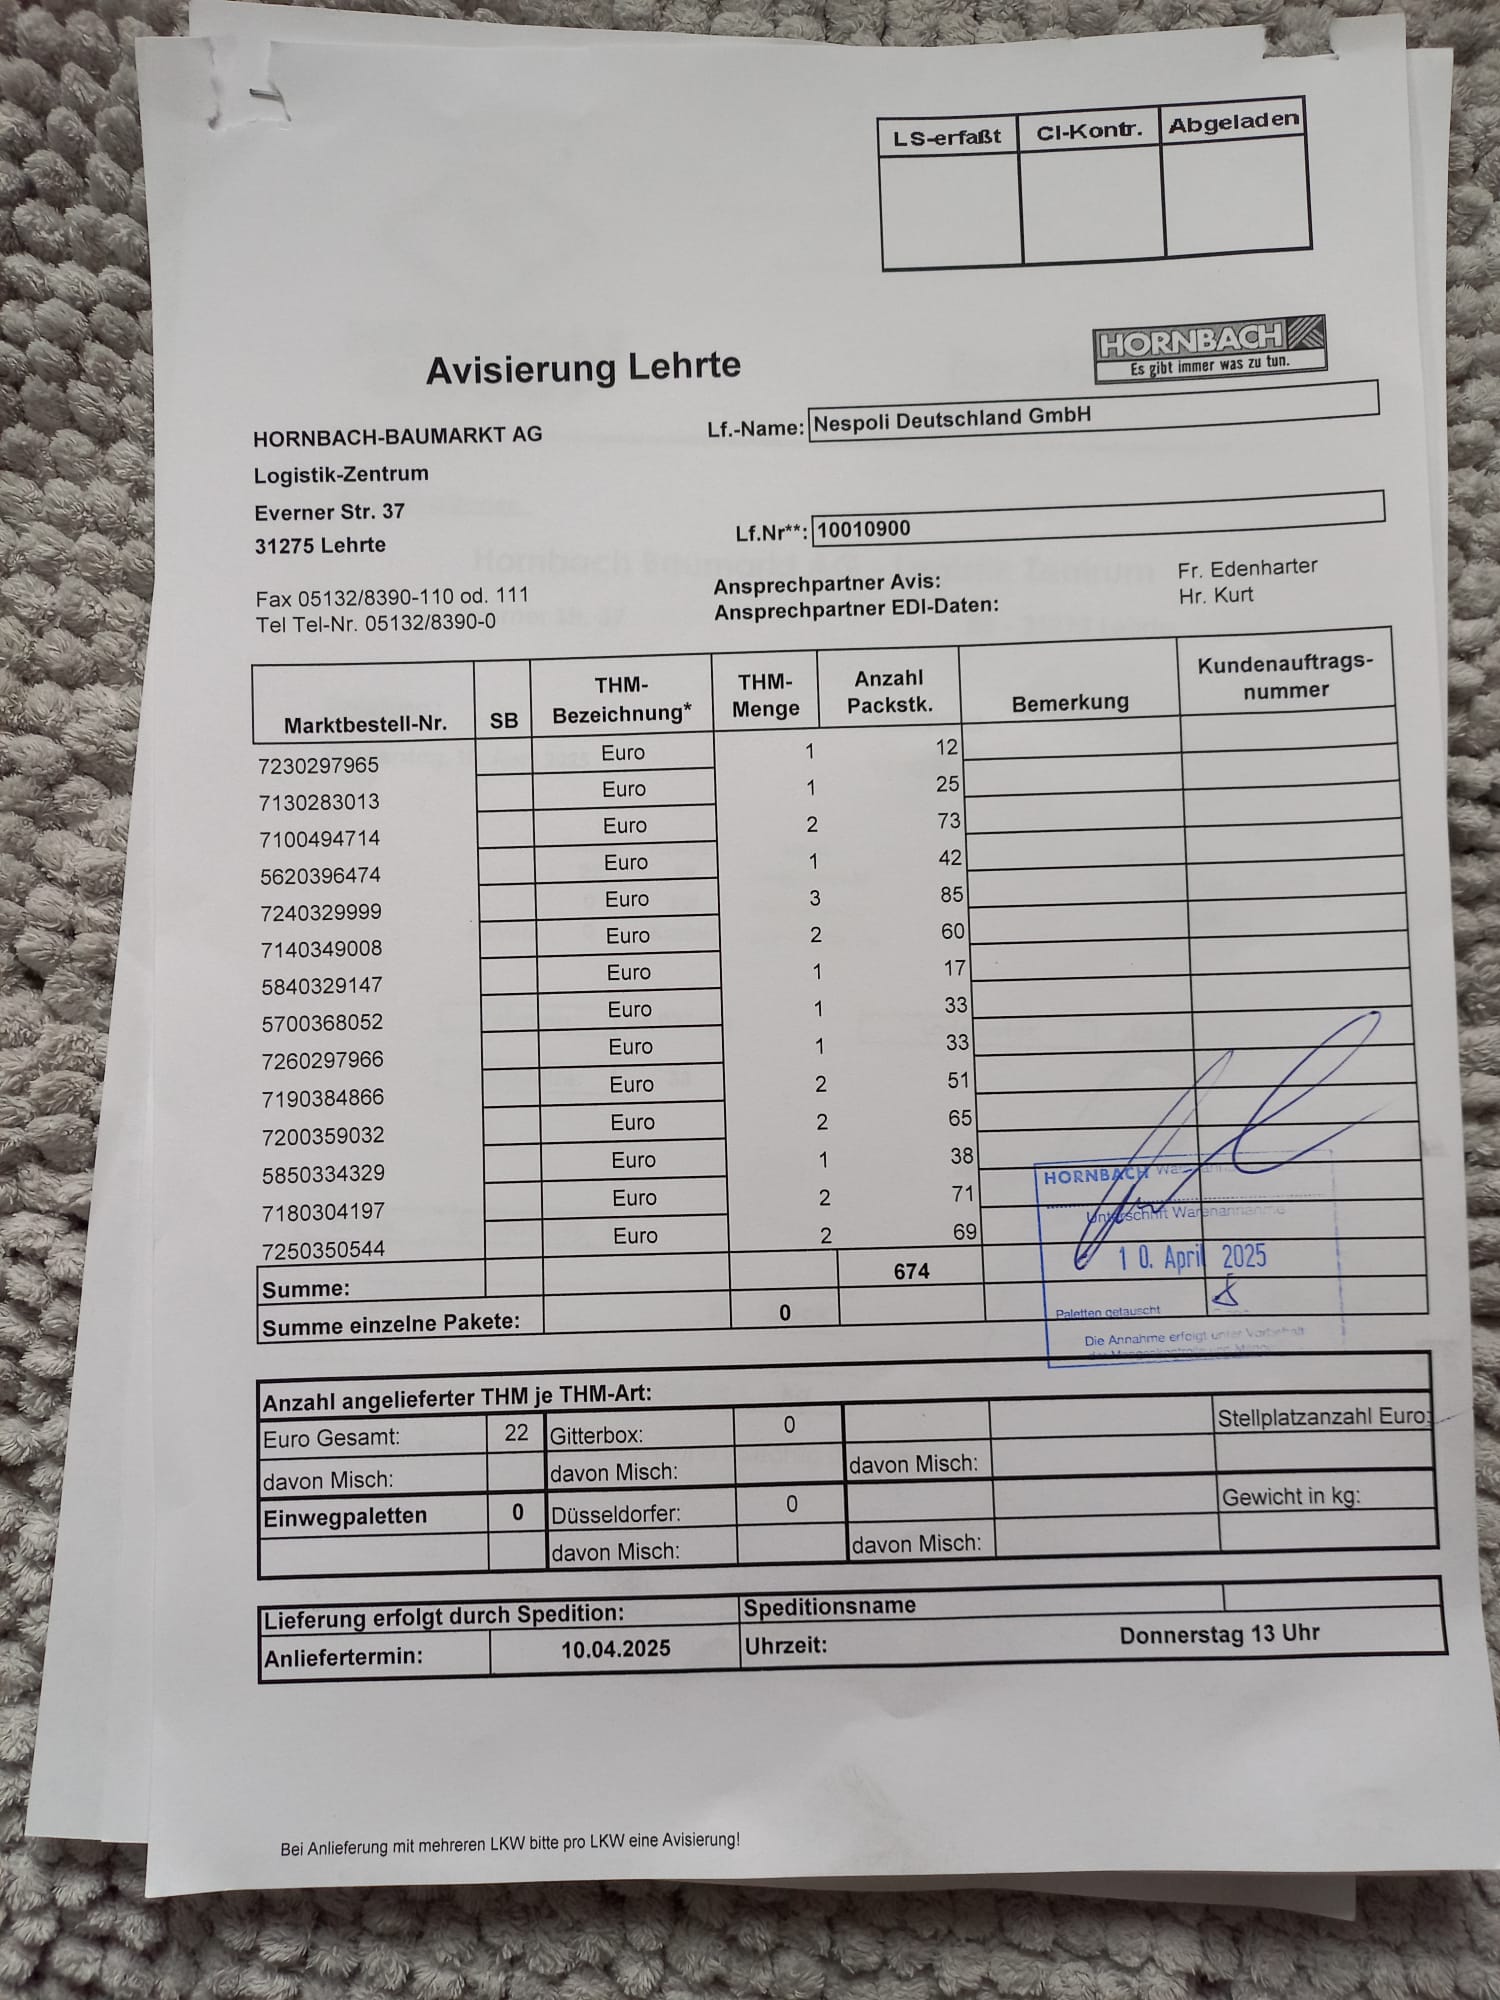 LS-erfaßt CI-Kontr. Abgeladen
HORNBACH
Es gibt immer was zu tun.
Avisierung Lehrte
HORNBACH-BAUMARKT AG
Lf.-Name: Nespoli Deutschland GmbH
Logistik-Zentrum
Everner Str. 37
31275 Lehrte
Lf.Nr**: 10010900
Fax 05132/8390-110 od. 111
Tel Tel-Nr. 05132/8390-0
Ansprechpartner Avis: Fr. Edenharter
Ansprechpartner EDI-Daten: Hr. Kurt
Marktbestell-Nr. SB THM-Bezeichnung* THM-Menge Anzahl Packstk. Bemerkung Kundenauftrags-nummer
7230297965 Euro 1 12
7130283013 Euro 1 25
7100494714 Euro 2 73
5620396474 Euro 1 42
7240329999 Euro 3 85
7140349008 Euro 2 60
5840329147 Euro 1 17
5700368052 Euro 1 33
7260297966 Euro 1 33
7190384866 Euro 2 51
7200359032 Euro 2 65
5850334329 Euro 1 38
7180304197 Euro 2 71
7250350544 Euro 2 69
Summe: 674
Summe einzelne Pakete: 0
HORNBACH
Unterschrift Warenannahme
10. April 2025
Paletten getauscht
Die Annahme erfolgt unter Vorbehalt
Anzahl angelieferter THM je THM-Art:
Euro Gesamt: 22 Gitterbox: 0 Stellplatzanzahl Euro:
davon Misch: davon Misch: davon Misch:
Einwegpaletten 0 Düsseldorfer: 0 Gewicht in kg:
davon Misch: davon Misch:
Lieferung erfolgt durch Spedition: Speditionsname
Anliefertermin: 10.04.2025 Uhrzeit: Donnerstag 13 Uhr
Bei Anlieferung mit mehreren LKW bitte pro LKW eine Avisierung!